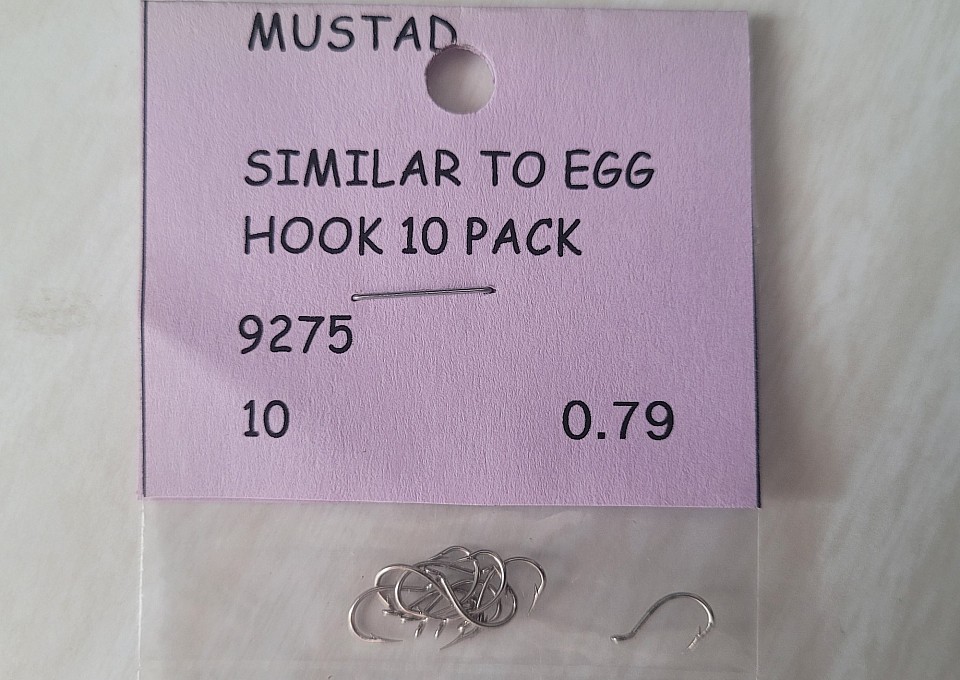 MUSTAD
SIMILAR TO EGG
HOOK 10 PACK
9275
10 0.79